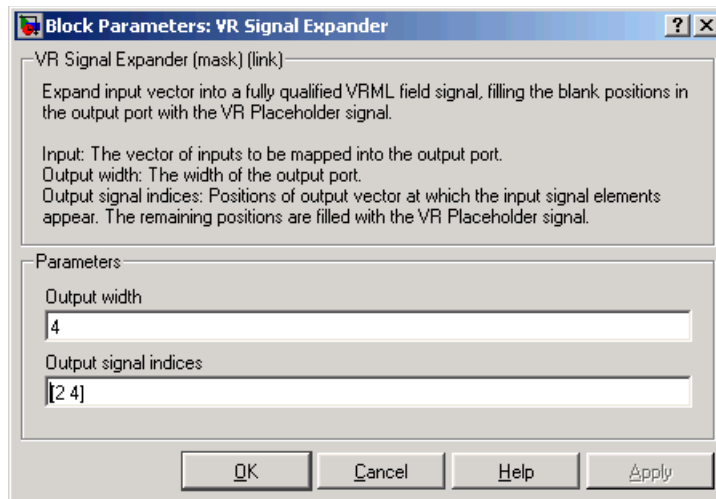 Block Parameters: VR Signal Expander
VR Signal Expander (mask) (link)
Expand input vector into a fully qualified VRML field signal, filling the blank positions in
the output port with the VR Placeholder signal.
Input: The vector of inputs to be mapped into the output port.
Output width: The width of the output port.
Output signal indices: Positions of output vector at which the input signal elements
appear. The remaining positions are filled with the VR Placeholder signal.
Parameters
Output width
4
Output signal indices
[2 4]
OK Cancel Help Apply